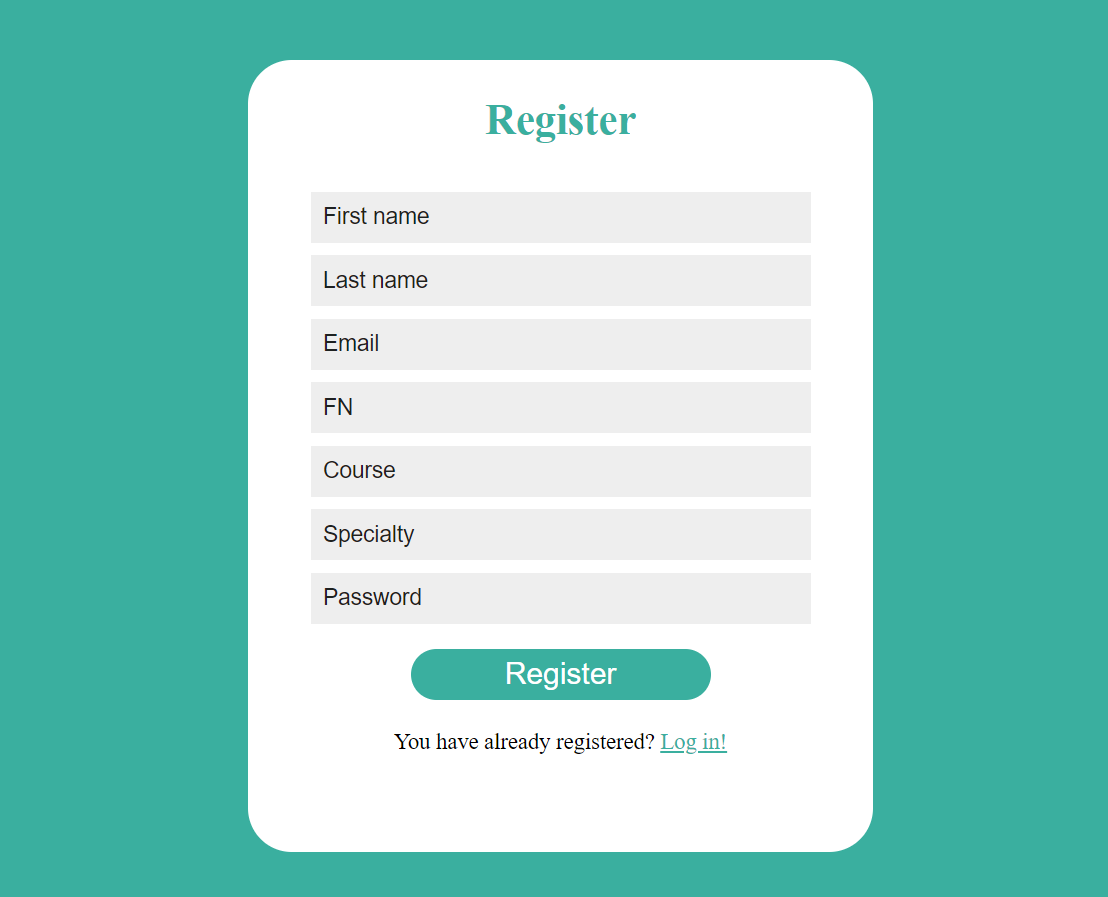 Register
First name
Last name
Email
FN
Course
Specialty
Password
Register
You have already registered? Log in!